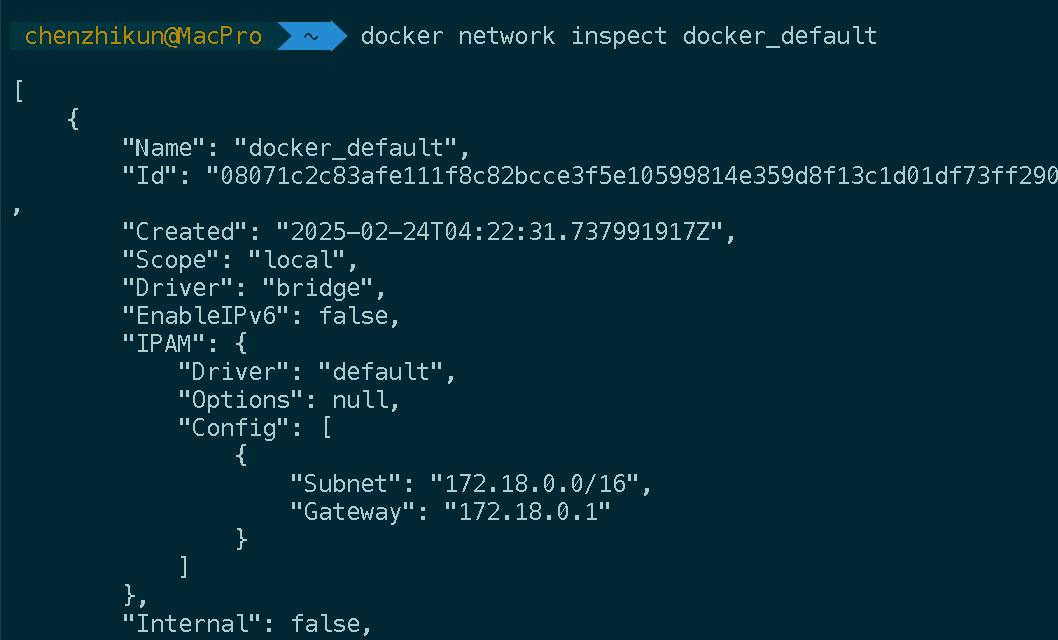 chenzhikun@MacPro ~ docker network inspect docker_default
[
    {
        "Name": "docker_default",
        "Id": "08071c2c83afe111f8c82bcce3f5e10599814e359d8f13c1d01df73ff290
,
        "Created": "2025-02-24T04:22:31.737991917Z",
        "Scope": "local",
        "Driver": "bridge",
        "EnableIPv6": false,
        "IPAM": {
            "Driver": "default",
            "Options": null,
            "Config": [
                {
                    "Subnet": "172.18.0.0/16",
                    "Gateway": "172.18.0.1"
                }
            ]
        },
        "Internal": false,